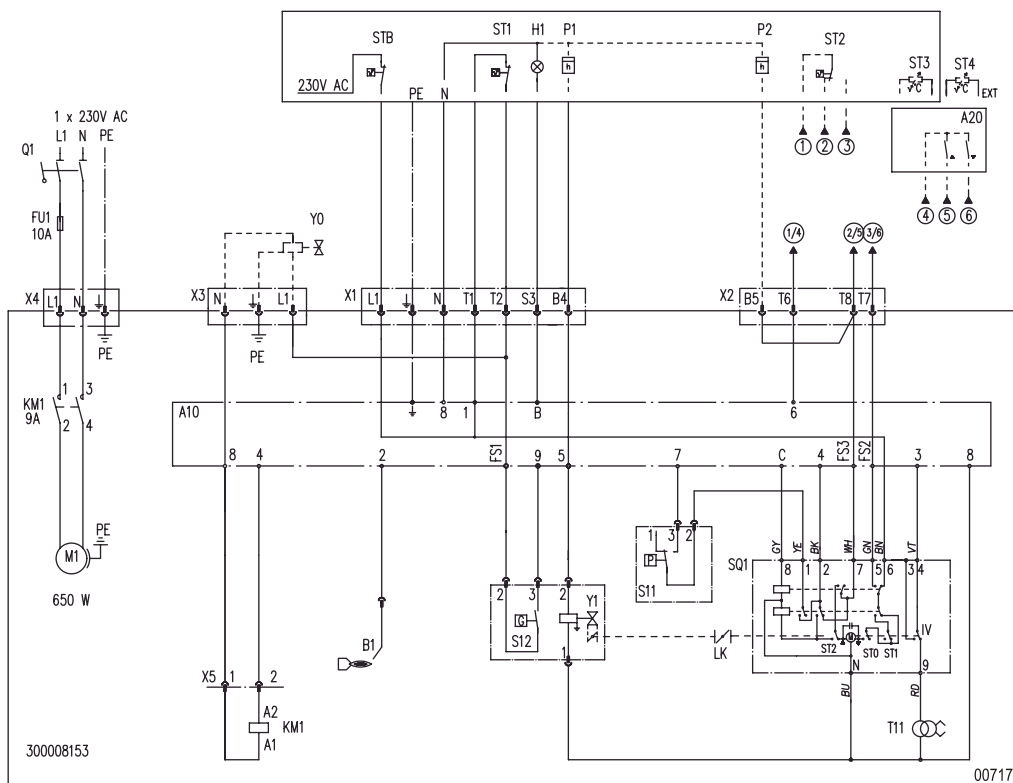 STB ST1 H1 P1 P2 ST2 ST3 ST4
230V AC PE N h h °C °C EXT
1 x 230V AC
L1 N PE
Q1
FU1
10A
Y0
A20
1 2 3
4 5 6
1/4 2/5 3/6
X4 L1 N
X3 N L1
X1 L1 N T1 T2 S3 B4
X2 B5 T6 T8 T7
PE PE
KM1
9A
1 3
2 4
A10 8 1 B 6
8 4 2 FS1 9 5 7 C 4 FS3 FS2 3 8
PE
M1
650 W
1 3 2
P
S11
GY YE BK WH GN BN VT
SQ1 8 1 2 7 5 6 3 4
2 3 2
G
S12
Y1
1
LK
ST2 M ST0 ST1 IV
N 9
BU RD
B1
X5 1 2
A2
KM1
A1
T11
300008153
00717